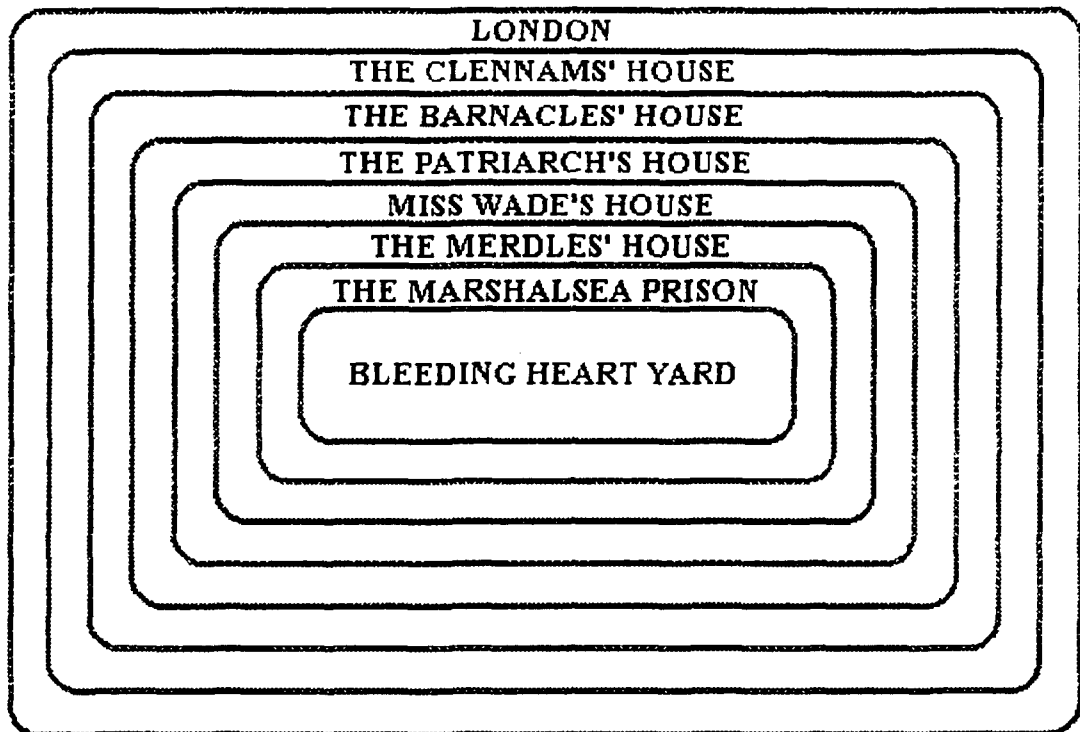 LONDON
THE CLENNAMS' HOUSE
THE BARNACLES' HOUSE
THE PATRIARCH'S HOUSE
MISS WADE'S HOUSE
THE MERDLES' HOUSE
THE MARSHALSEA PRISON
BLEEDING HEART YARD